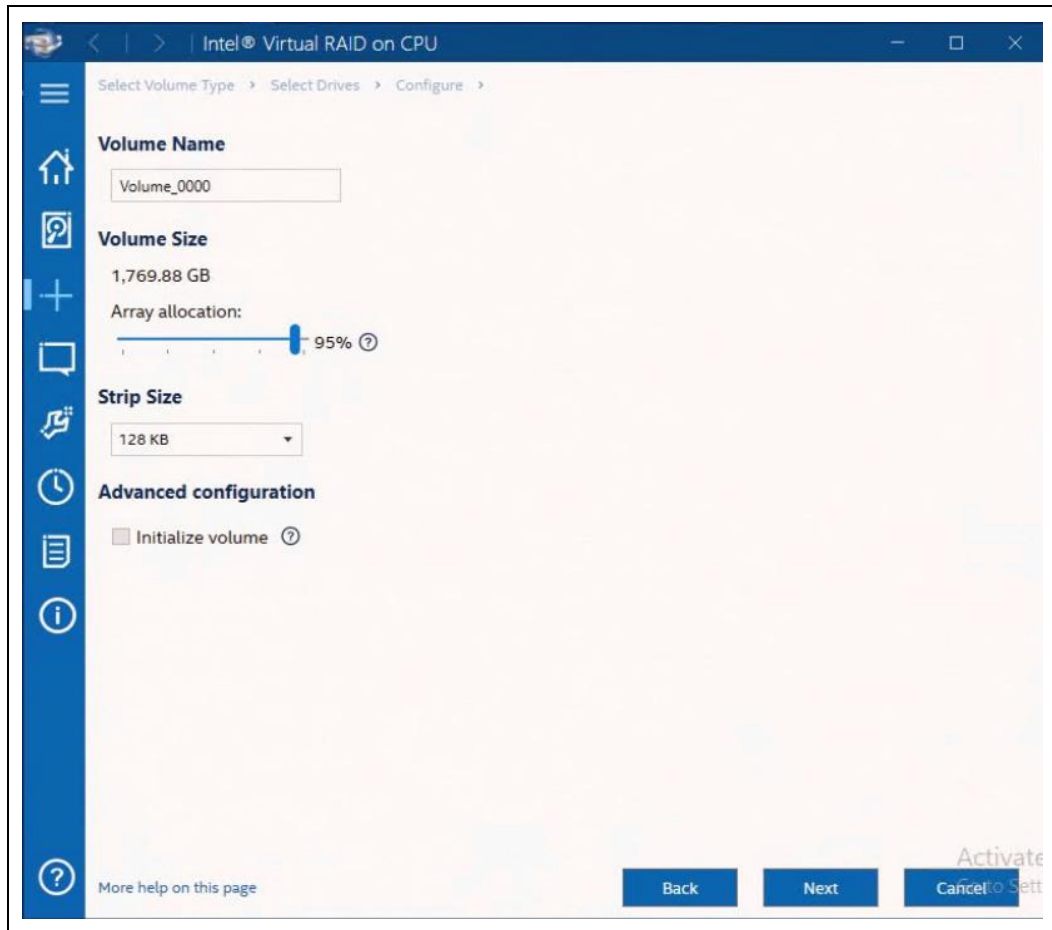 Intel® Virtual RAID on CPU
Select Volume Type > Select Drives > Configure >
Volume Name
Volume_0000
Volume Size
1,769.88 GB
Array allocation:
95% ?
Strip Size
128 KB
Advanced configuration
Initialize volume ?
Activate
More help on this page Back Next Cancel to Sett